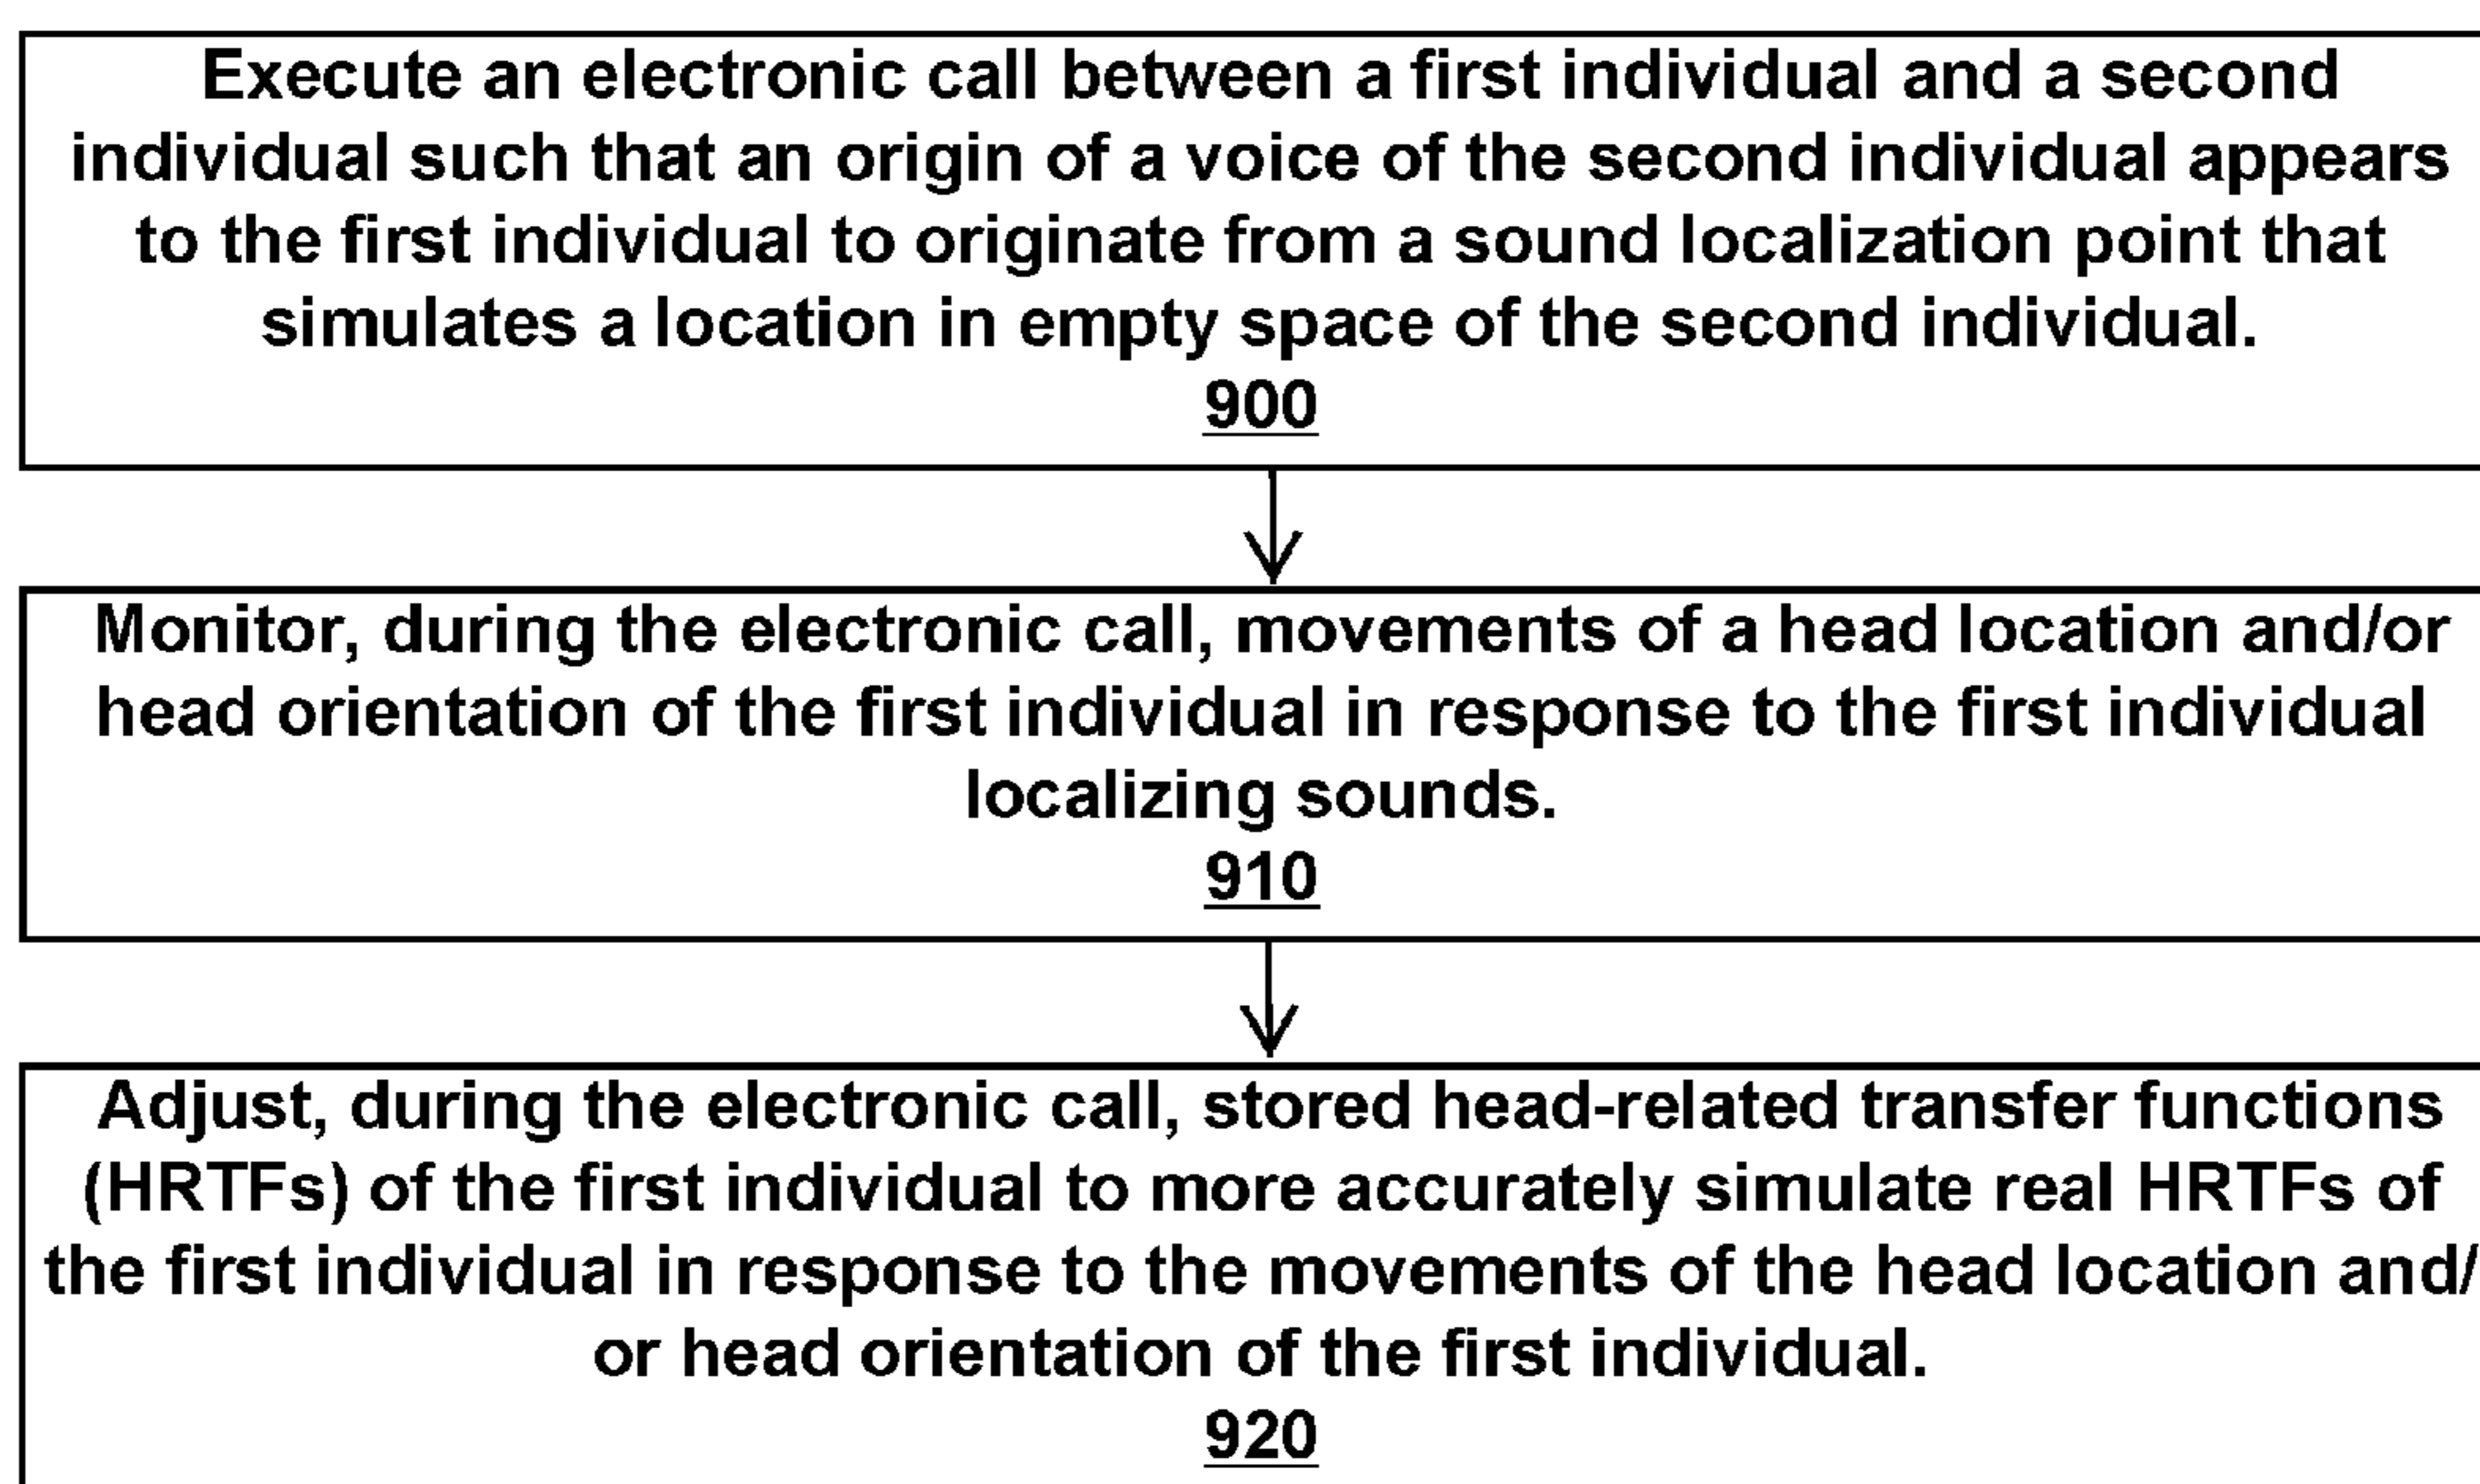 Execute an electronic call between a first individual and a second
individual such that an origin of a voice of the second individual appears
to the first individual to originate from a sound localization point that
simulates a location in empty space of the second individual.
900
Monitor, during the electronic call, movements of a head location and/or
head orientation of the first individual in response to the first individual
localizing sounds.
910
Adjust, during the electronic call, stored head-related transfer functions
(HRTFs) of the first individual to more accurately simulate real HRTFs of
the first individual in response to the movements of the head location and/
or head orientation of the first individual.
920